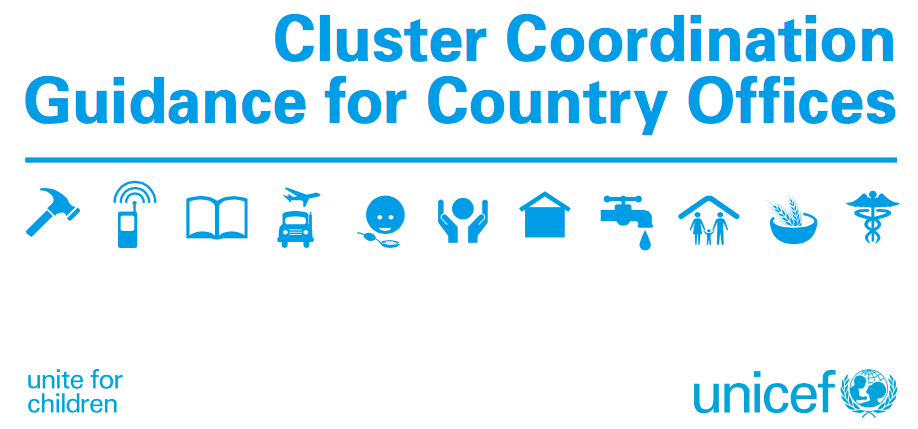 Cluster Coordination
Guidance for Country Offices
unite for
children
unicef